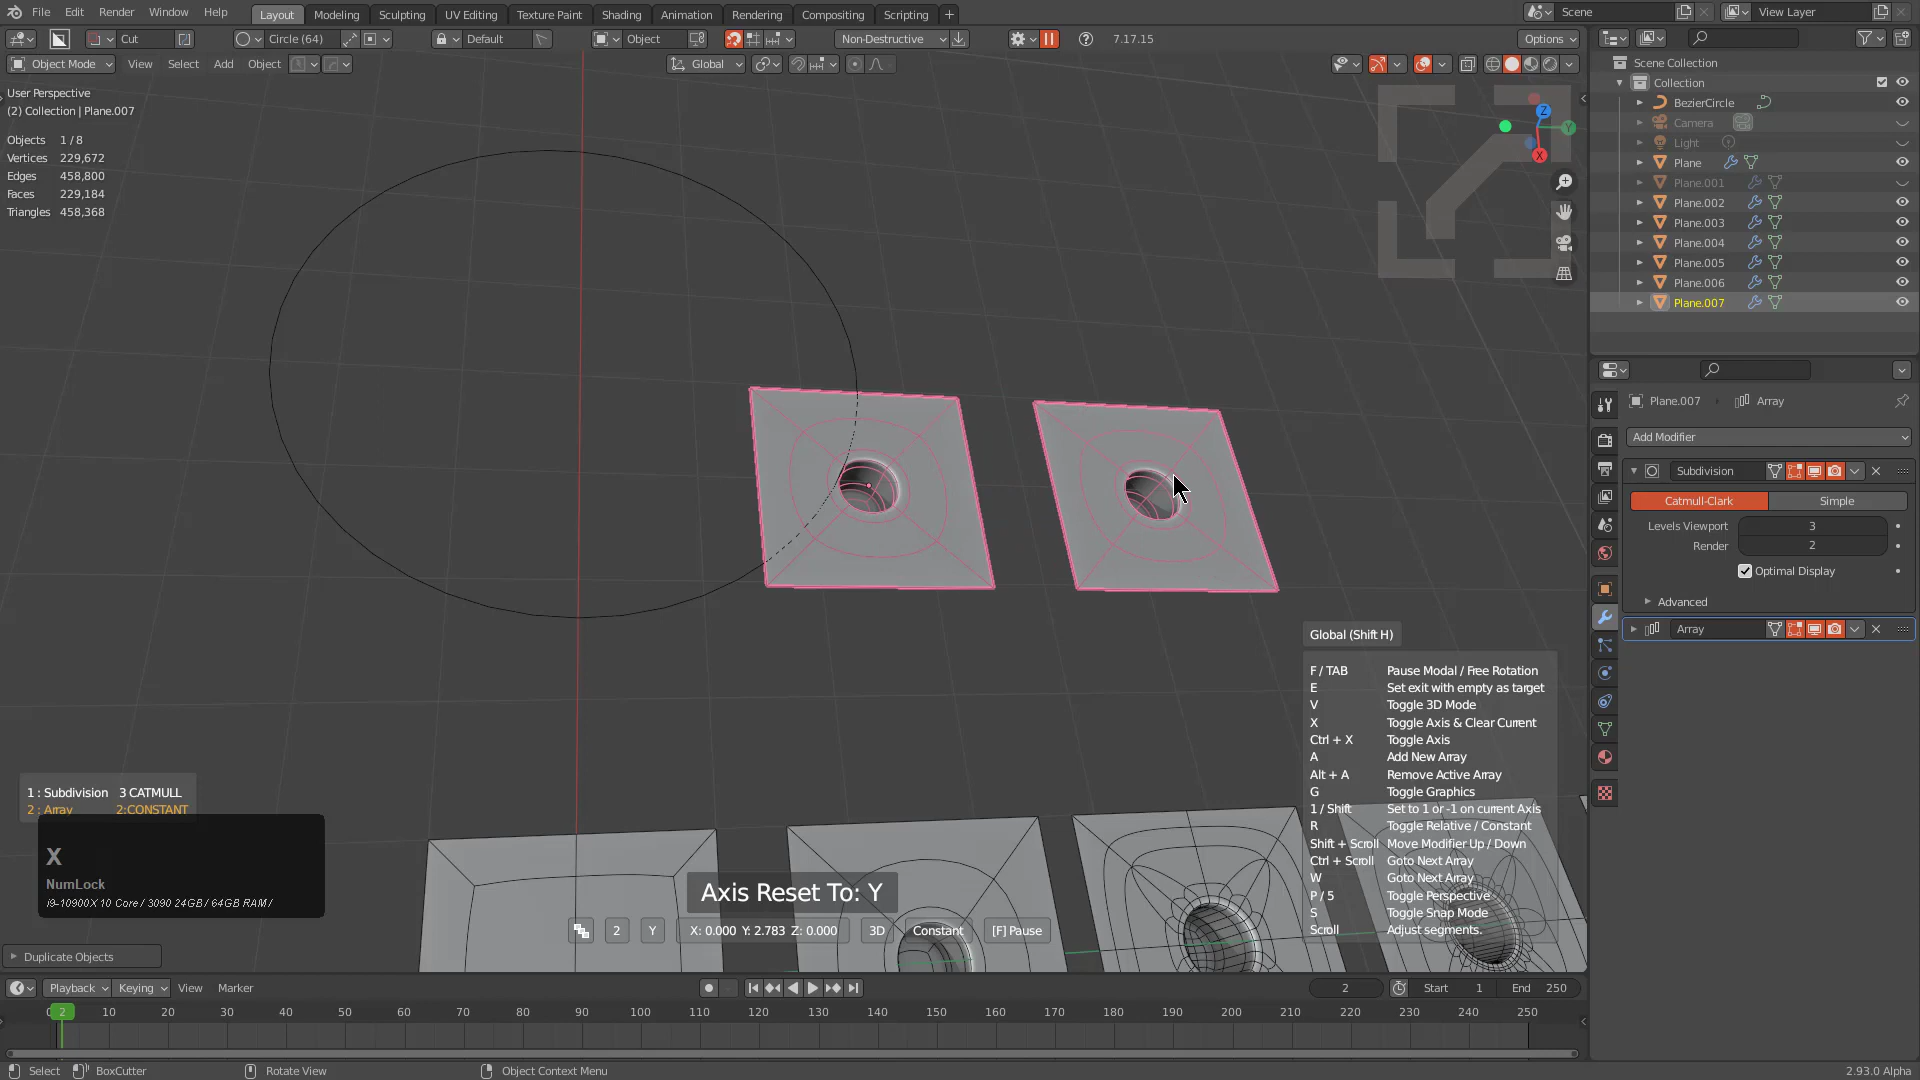 File Edit Render Window Help Layout Modeling Sculpting UV Editing Texture Paint Shading Animation Rendering Compositing Scripting + Scene View Layer
Cut Circle (64) Default Object Non-Destructive 7.17.15 Options
Object Mode View Select Add Object Global
User Perspective
(2) Collection | Plane.007
Objects 1 / 8
Vertices 229,672
Edges 458,800
Faces 229,184
Triangles 458,368
Z
Y
X
Scene Collection
Collection
BezierCircle
Camera
Light
Plane
Plane.001
Plane.002
Plane.003
Plane.004
Plane.005
Plane.006
Plane.007
Plane.007 Array
Add Modifier
Subdivision
Catmull-Clark Simple
Levels Viewport 3
Render 2
Optimal Display
Advanced
Array
Global (Shift H)
F / TAB Pause Modal / Free Rotation
E Set exit with empty as target
V Toggle 3D Mode
X Toggle Axis & Clear Current
Ctrl + X Toggle Axis
A Add New Array
Alt + A Remove Active Array
G Toggle Graphics
1 / Shift Set to 1 or -1 on current Axis
R Toggle Relative / Constant
Shift + Scroll Move Modifier Up / Down
Ctrl + Scroll Goto Next Array
W Goto Next Array
P / 5 Toggle Perspective
S Toggle Snap Mode
Scroll Adjust segments.
1 : Subdivision 3 CATMULL
2 : Array 2:CONSTANT
X
NumLock
i9-10900X 10 Core / 3090 24GB / 64GB RAM /
Axis Reset To: Y
2 Y X: 0.000 Y: 2.783 Z: 0.000 3D Constant [F] Pause
Duplicate Objects
Playback Keying View Marker 2 Start 1 End 250
0 2 10 20 30 40 50 60 70 80 90 100 110 120 130 140 150 160 170 180 190 200 210 220 230 240 250
Select BoxCutter Rotate View Object Context Menu 2.93.0 Alpha